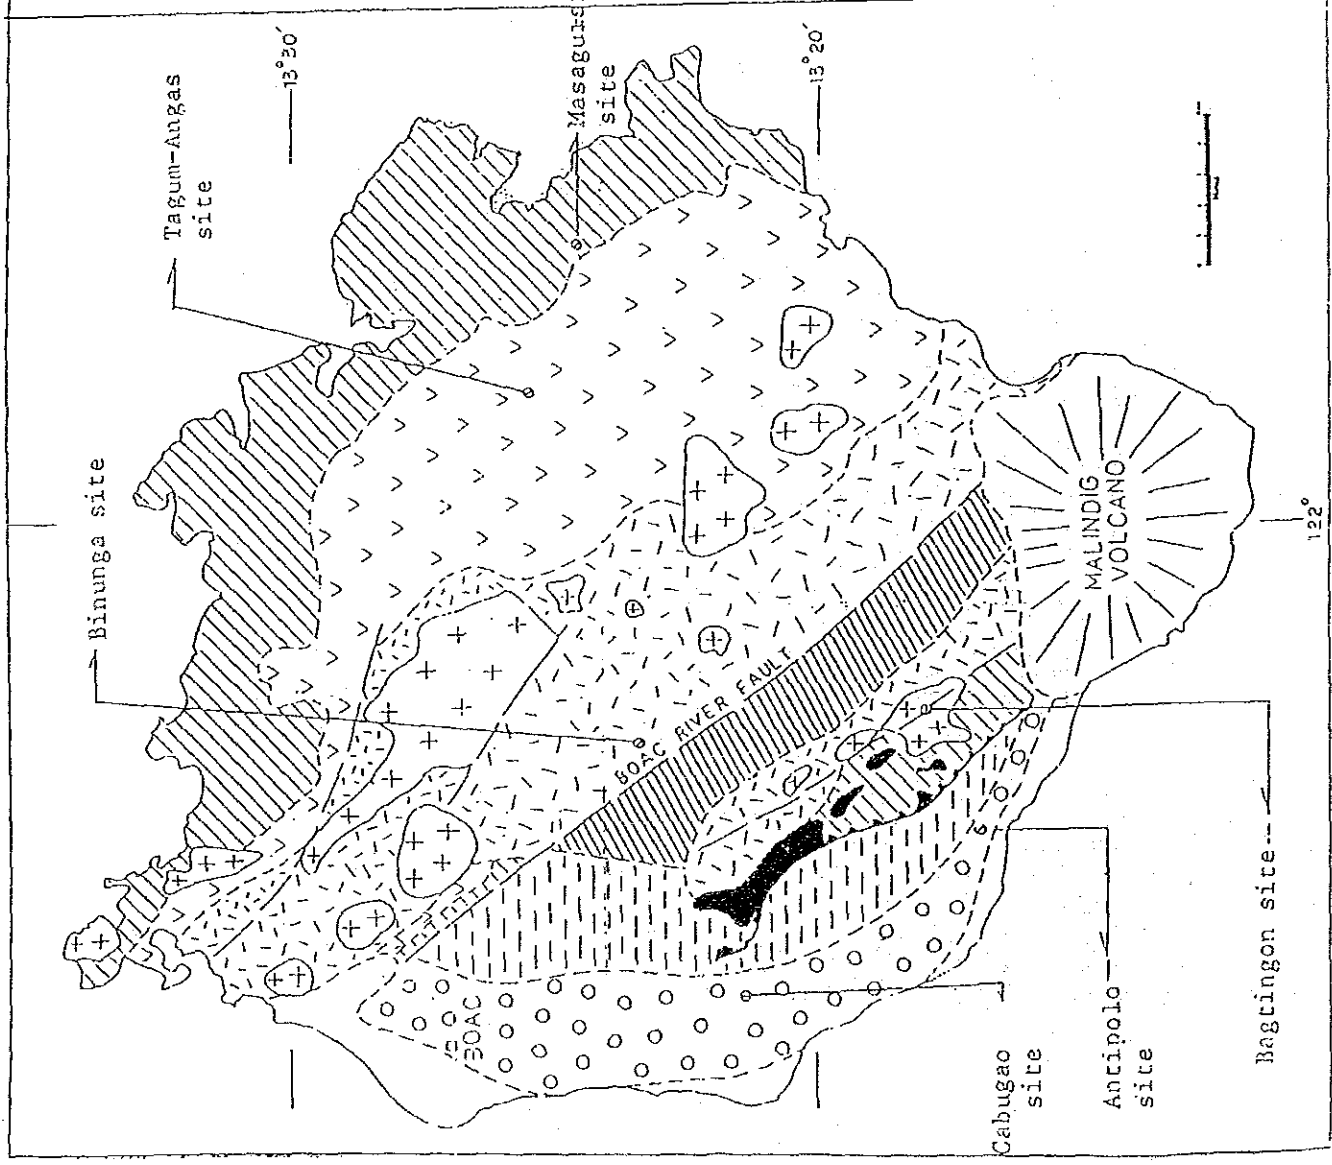 Binunga site
Tagum-Angas
site
13°30′
BOAC
Masaguis
site
BOAC RIVER FAULT
13°20′
Cabugao
site
Antipolo
site
MALINDIG
VOLCANO
Bagtingon site
122°